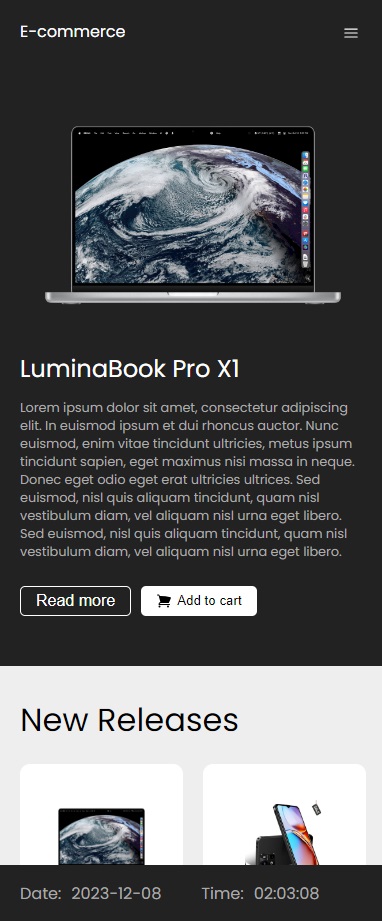 E-commerce
LuminaBook Pro X1
Lorem ipsum dolor sit amet, consectetur adipiscing
elit. In euismod ipsum et dui rhoncus auctor. Nunc
euismod, enim vitae tincidunt ultricies, metus ipsum
tincidunt sapien, eget maximus nisi massa in neque.
Donec eget odio eget erat ultricies ultrices. Sed
euismod, nisl quis aliquam tincidunt, quam nisl
vestibulum diam, vel aliquam nisl urna eget libero.
Sed euismod, nisl quis aliquam tincidunt, quam nisl
vestibulum diam, vel aliquam nisl urna eget libero.
Read more
Add to cart
New Releases
Date: 2023-12-08
Time: 02:03:08